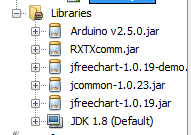 Libraries
Arduino v2.5.0.jar
RXTXcomm.jar
jfreechart-1.0.19-demo.
jcommon-1.0.23.jar
jfreechart-1.0.19.jar
JDK 1.8 (Default)